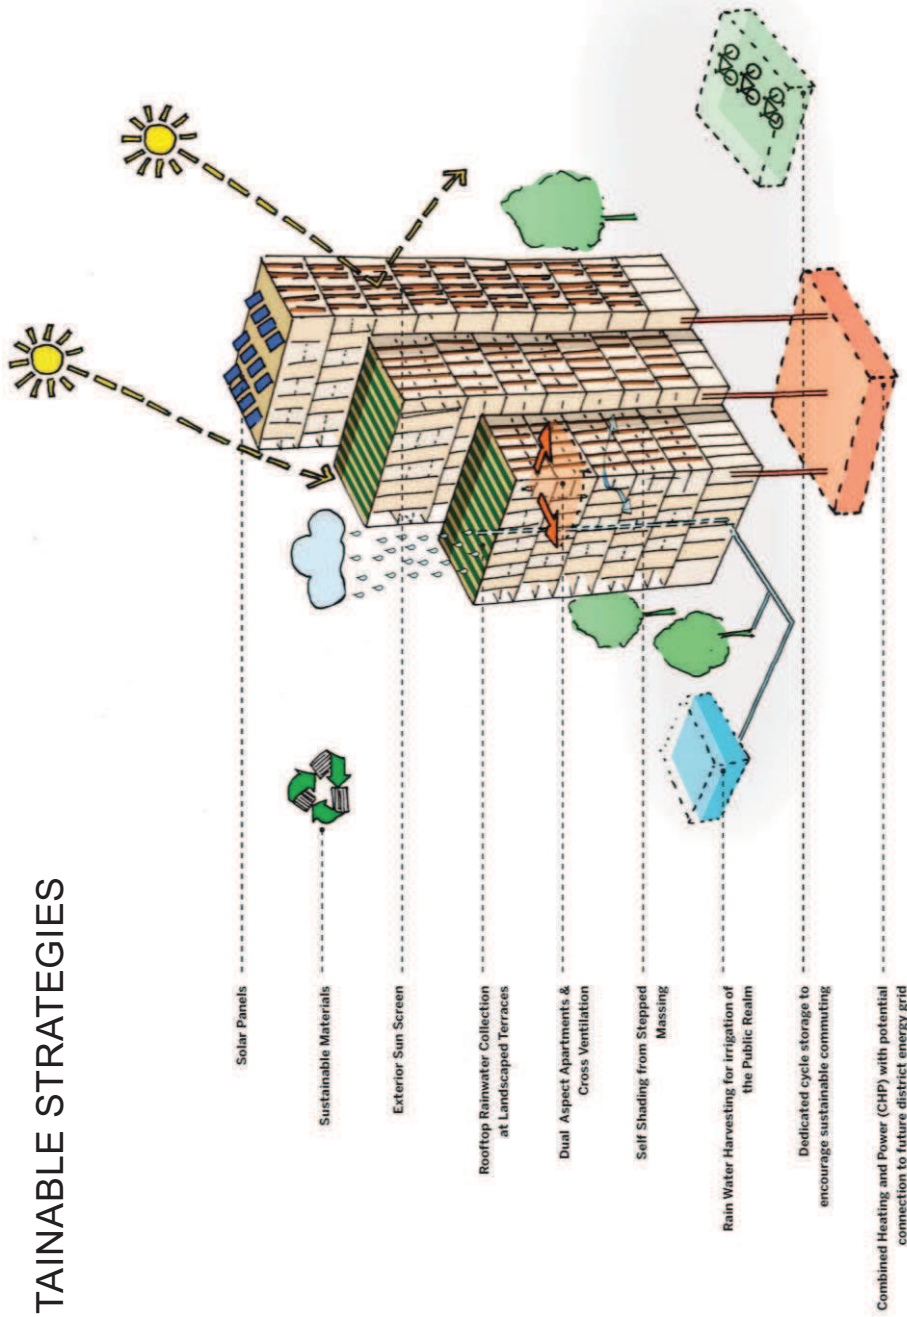 TAINABLE STRATEGIES
Solar Panels
Sustainable Materials
Exterior Sun Screen
Rooftop Rainwater Collection
at Landscaped Terraces
Dual Aspect Apartments &
Cross Ventilation
Self Shading from Stepped
Massing
Rain Water Harvesting for irrigation of
the Public Realm
Dedicated cycle storage to
encourage sustainable commuting
Combined Heating and Power (CHP) with potential
connection to future district energy grid